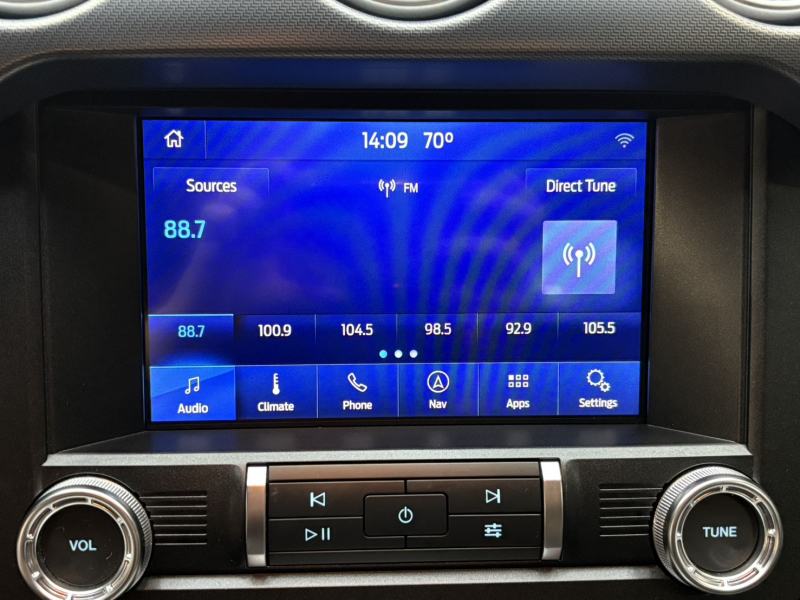 14:09 70º
Sources FM Direct Tune
88.7
88.7 100.9 104.5 98.5 92.9 105.5
Audio Climate Phone Nav Apps Settings
VOL TUNE